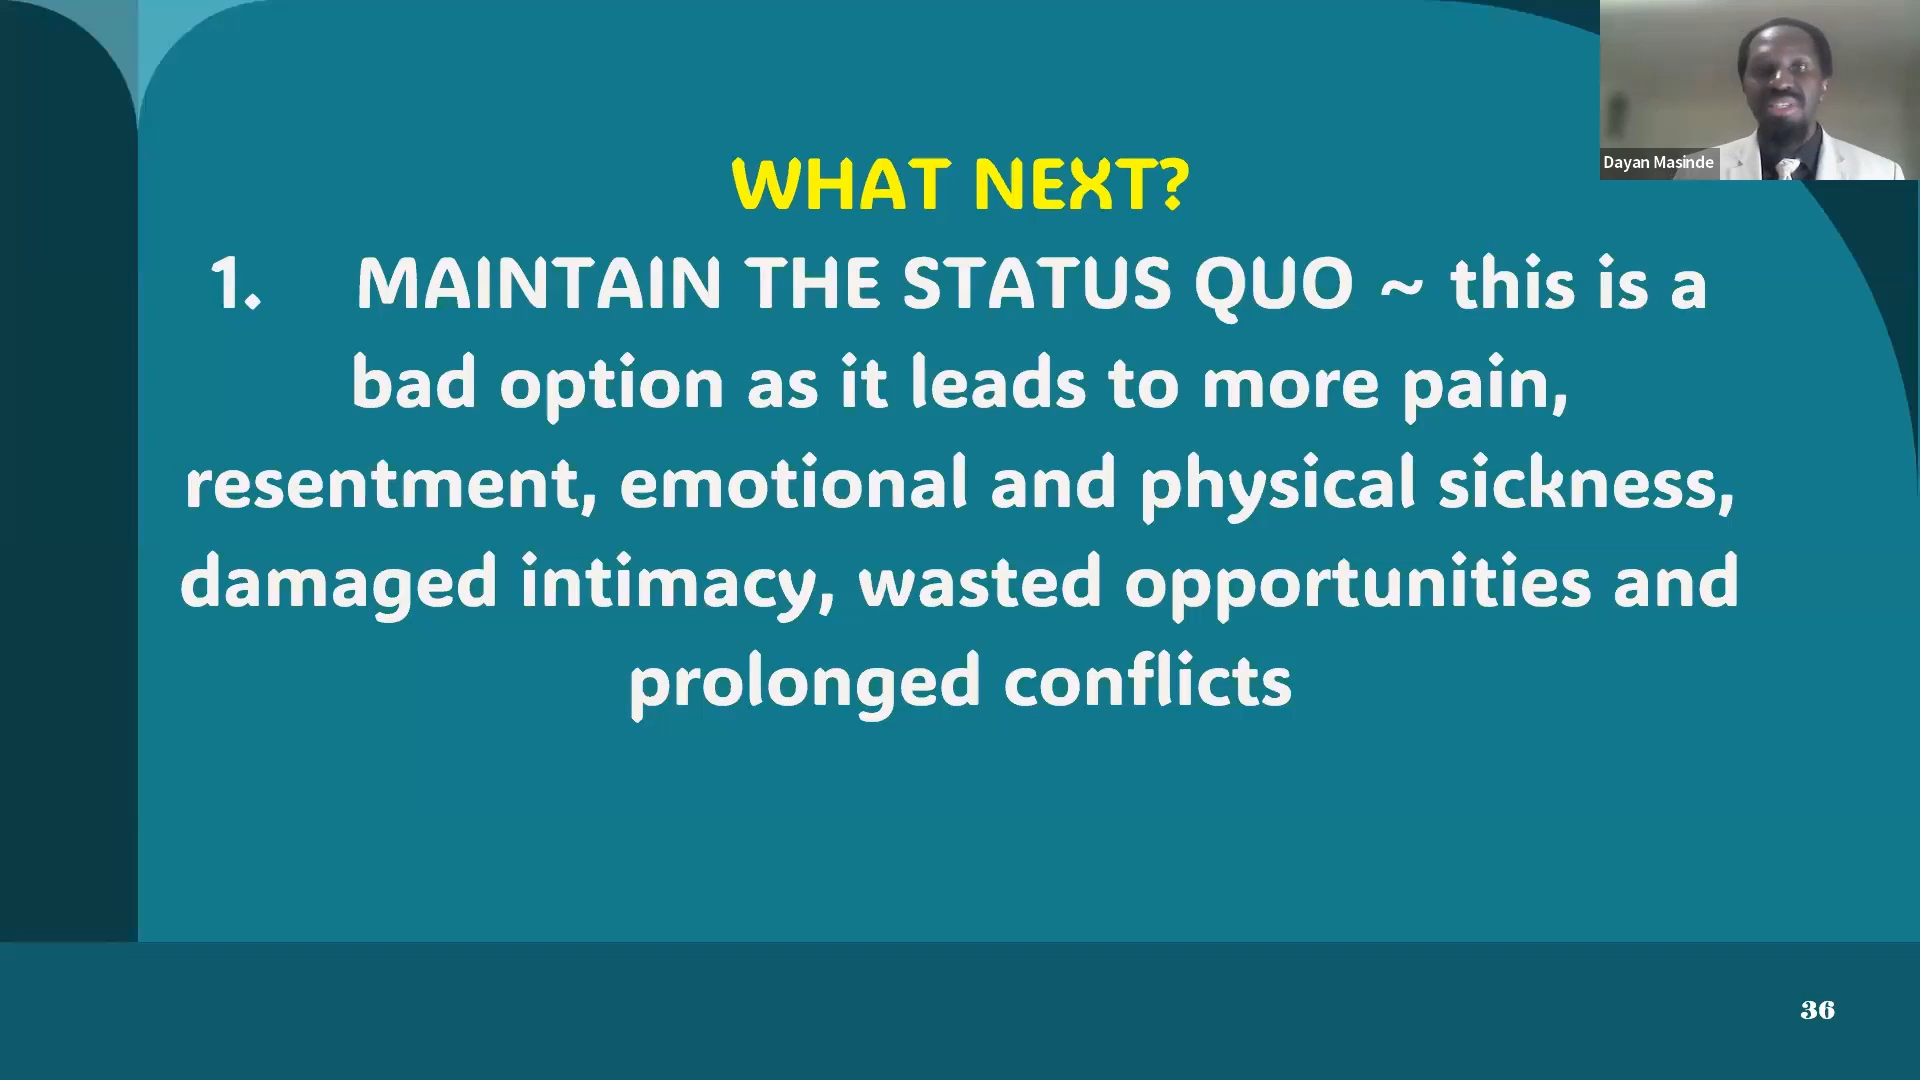 Dayan Masinde
WHAT NEXT?
1. MAINTAIN THE STATUS QUO ~ this is a
bad option as it leads to more pain,
resentment, emotional and physical sickness,
damaged intimacy, wasted opportunities and
prolonged conflicts
36